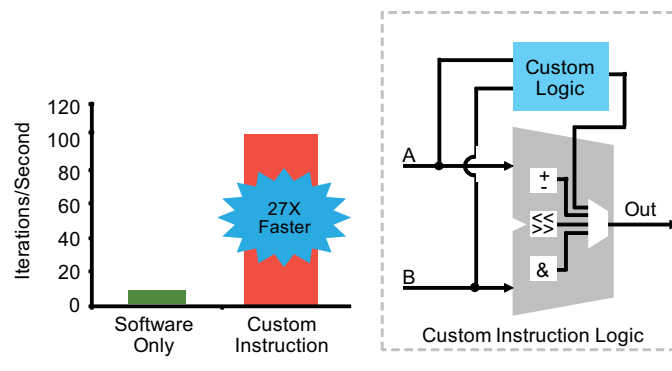 Iterations/Second
120
100
80
60
40
20
0
27X
Faster
Software
Only
Custom
Instruction
Custom
Logic
A
+
-
<<
>>
Out
&
B
Custom Instruction Logic